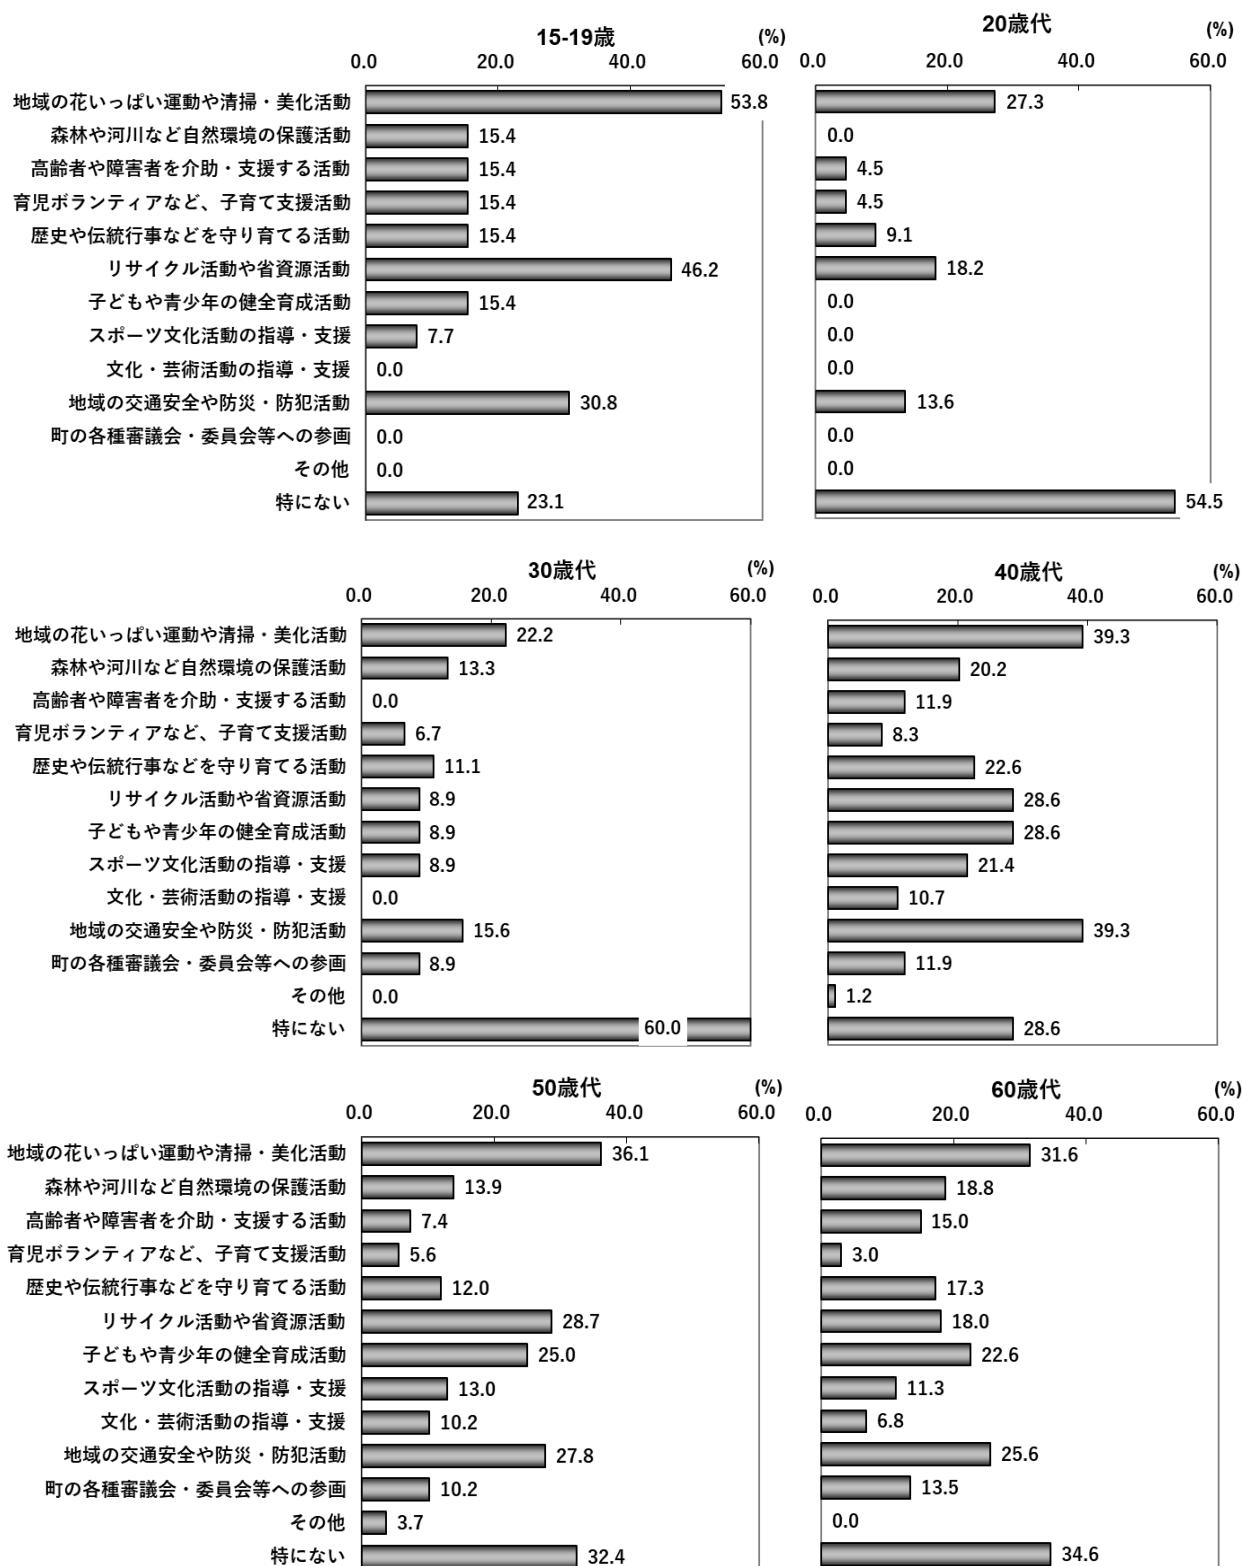 15-19歳 (%)
0.0 20.0 40.0 60.0
地域の花いっぱい運動や清掃・美化活動 53.8
森林や河川など自然環境の保護活動 15.4
高齢者や障害者を介助・支援する活動 15.4
育児ボランティアなど、子育て支援活動 15.4
歴史や伝統行事などを守り育てる活動 15.4
リサイクル活動や省資源活動 46.2
子どもや青少年の健全育成活動 15.4
スポーツ文化活動の指導・支援 7.7
文化・芸術活動の指導・支援 0.0
地域の交通安全や防災・防犯活動 30.8
町の各種審議会・委員会等への参画 0.0
その他 0.0
特にない 23.1
20歳代 (%)
0.0 20.0 40.0 60.0
27.3
0.0
4.5
4.5
9.1
18.2
0.0
0.0
0.0
13.6
0.0
0.0
54.5
30歳代 (%)
0.0 20.0 40.0 60.0
地域の花いっぱい運動や清掃・美化活動 22.2
森林や河川など自然環境の保護活動 13.3
高齢者や障害者を介助・支援する活動 0.0
育児ボランティアなど、子育て支援活動 6.7
歴史や伝統行事などを守り育てる活動 11.1
リサイクル活動や省資源活動 8.9
子どもや青少年の健全育成活動 8.9
スポーツ文化活動の指導・支援 8.9
文化・芸術活動の指導・支援 0.0
地域の交通安全や防災・防犯活動 15.6
町の各種審議会・委員会等への参画 8.9
その他 0.0
特にない 60.0
40歳代 (%)
0.0 20.0 40.0 60.0
39.3
20.2
11.9
8.3
22.6
28.6
28.6
21.4
10.7
39.3
11.9
1.2
28.6
50歳代 (%)
0.0 20.0 40.0 60.0
地域の花いっぱい運動や清掃・美化活動 36.1
森林や河川など自然環境の保護活動 13.9
高齢者や障害者を介助・支援する活動 7.4
育児ボランティアなど、子育て支援活動 5.6
歴史や伝統行事などを守り育てる活動 12.0
リサイクル活動や省資源活動 28.7
子どもや青少年の健全育成活動 25.0
スポーツ文化活動の指導・支援 13.0
文化・芸術活動の指導・支援 10.2
地域の交通安全や防災・防犯活動 27.8
町の各種審議会・委員会等への参画 10.2
その他 3.7
特にない 32.4
60歳代 (%)
0.0 20.0 40.0 60.0
31.6
18.8
15.0
3.0
17.3
18.0
22.6
11.3
6.8
25.6
13.5
0.0
34.6